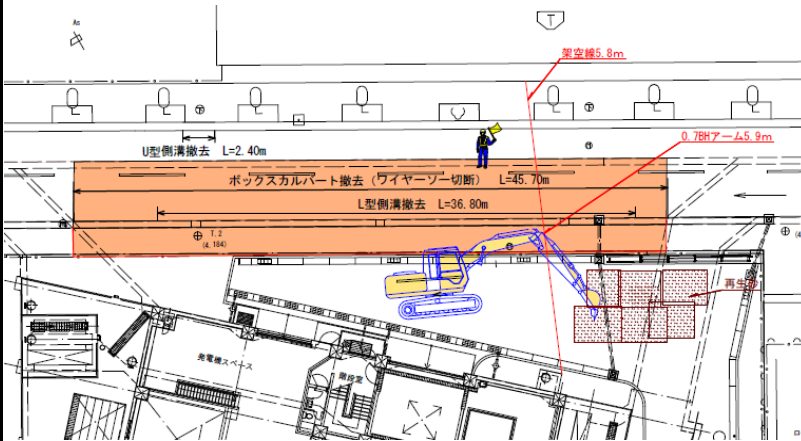 As
T
架空線5.8m
0.7BHアーム5.9m
U型側溝撤去 L=2.40m
ボックスカルバート撤去（ワイヤーソー切断） L=45.70m
L型側溝撤去 L=36.80m
T.2
(4.184)
再生砂
発電機スペース
階段室